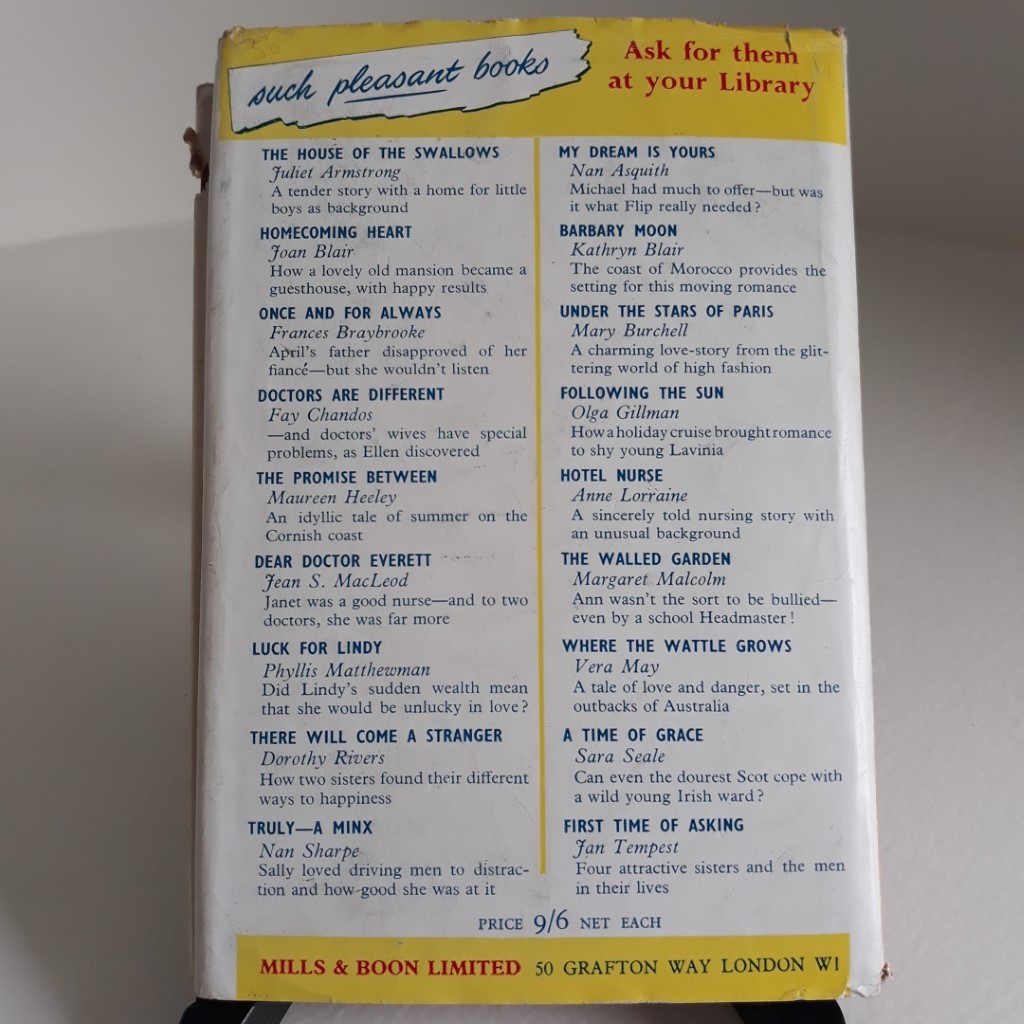 such pleasant books
Ask for them
at your Library
THE HOUSE OF THE SWALLOWS
Juliet Armstrong
A tender story with a home for little
boys as background
HOMECOMING HEART
Joan Blair
How a lovely old mansion became a
guesthouse, with happy results
ONCE AND FOR ALWAYS
Frances Braybrooke
April's father disapproved of her
fiancé—but she wouldn't listen
DOCTORS ARE DIFFERENT
Fay Chandos
—and doctors' wives have special
problems, as Ellen discovered
THE PROMISE BETWEEN
Maureen Heeley
An idyllic tale of summer on the
Cornish coast
DEAR DOCTOR EVERETT
Jean S. MacLeod
Janet was a good nurse—and to two
doctors, she was far more
LUCK FOR LINDY
Phyllis Matthewman
Did Lindy's sudden wealth mean
that she would be unlucky in love?
THERE WILL COME A STRANGER
Dorothy Rivers
How two sisters found their different
ways to happiness
TRULY—A MINX
Nan Sharpe
Sally loved driving men to distrac-
tion and how good she was at it
MY DREAM IS YOURS
Nan Asquith
Michael had much to offer—but was
it what Flip really needed?
BARBARY MOON
Kathryn Blair
The coast of Morocco provides the
setting for this moving romance
UNDER THE STARS OF PARIS
Mary Burchell
A charming love-story from the glit-
tering world of high fashion
FOLLOWING THE SUN
Olga Gillman
How a holiday cruise brought romance
to shy young Lavinia
HOTEL NURSE
Anne Lorraine
A sincerely told nursing story with
an unusual background
THE WALLED GARDEN
Margaret Malcolm
Ann wasn't the sort to be bullied—
even by a school Headmaster!
WHERE THE WATTLE GROWS
Vera May
A tale of love and danger, set in the
outbacks of Australia
A TIME OF GRACE
Sara Seale
Can even the dourest Scot cope with
a wild young Irish ward?
FIRST TIME OF ASKING
Jan Tempest
Four attractive sisters and the men
in their lives
PRICE 9/6 NET EACH
MILLS & BOON LIMITED 50 GRAFTON WAY LONDON W1